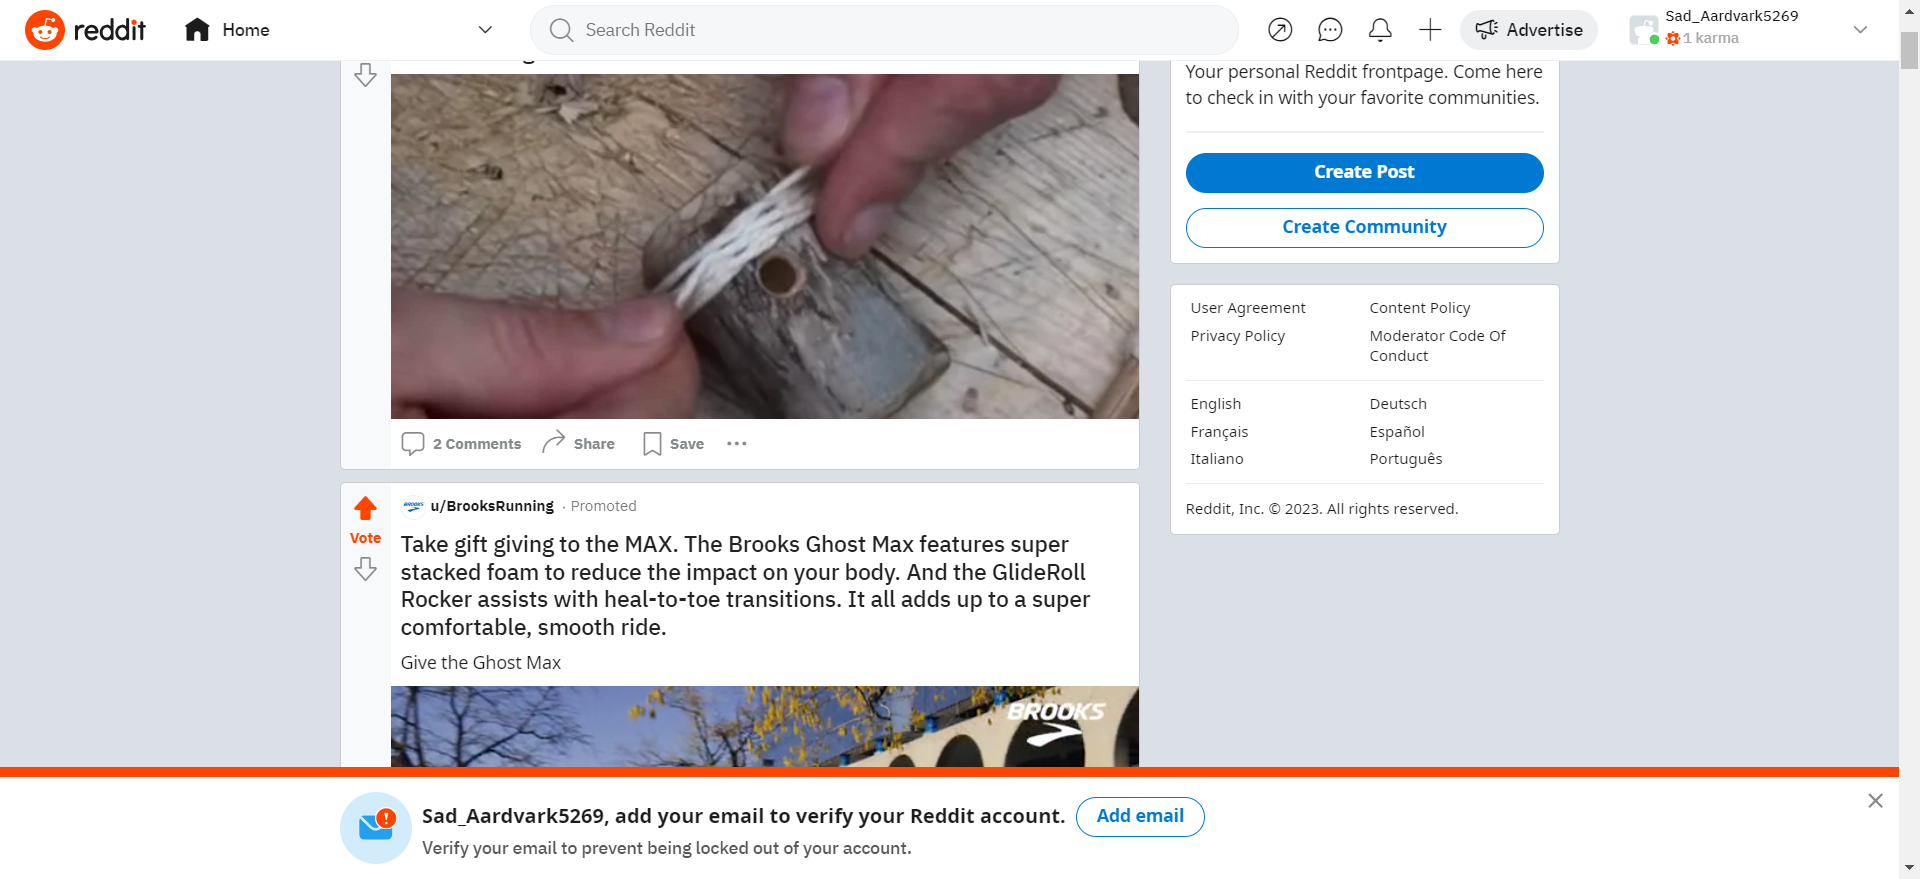 reddit
Home
Search Reddit
Advertise
Sad_Aardvark5269
1 karma
Your personal Reddit frontpage. Come here
to check in with your favorite communities.
Create Post
Create Community
User Agreement
Content Policy
Privacy Policy
Moderator Code Of
Conduct
English
Deutsch
Français
Español
Italiano
Português
Reddit, Inc. © 2023. All rights reserved.
2 Comments
Share
Save
Vote
BROOKS
u/BrooksRunning · Promoted
Take gift giving to the MAX. The Brooks Ghost Max features super
stacked foam to reduce the impact on your body. And the GlideRoll
Rocker assists with heal-to-toe transitions. It all adds up to a super
comfortable, smooth ride.
Give the Ghost Max
BROOKS
Sad_Aardvark5269, add your email to verify your Reddit account.
Add email
Verify your email to prevent being locked out of your account.